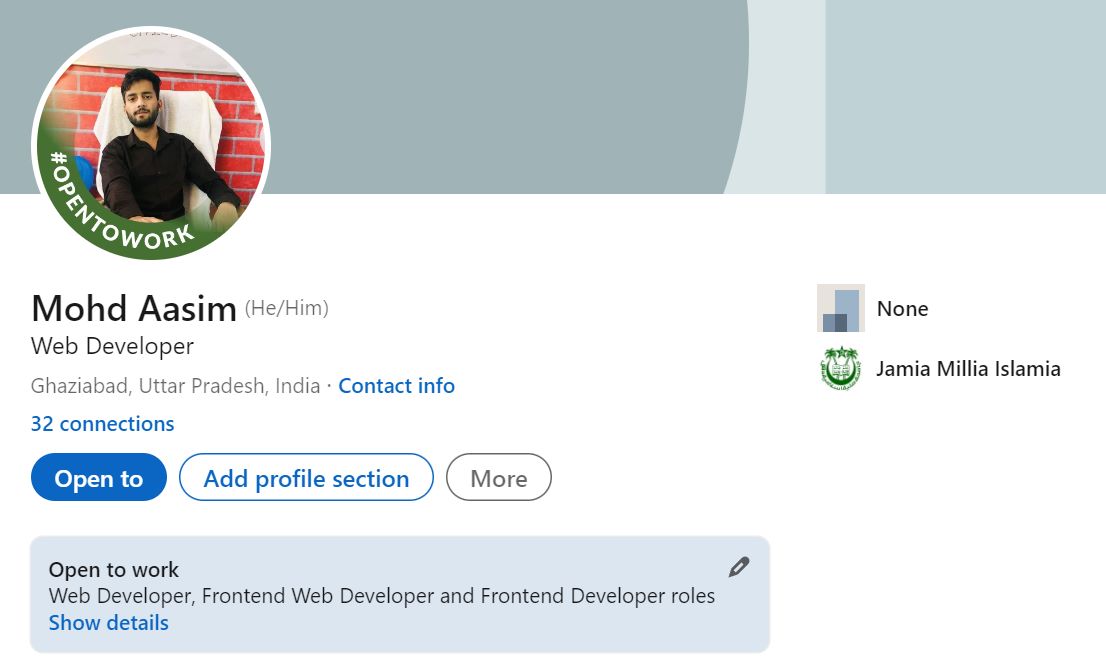 #OPENTOWORK
Mohd Aasim (He/Him)
Web Developer
Ghaziabad, Uttar Pradesh, India · Contact info
32 connections
Open to
Add profile section
More
None
Jamia Millia Islamia
Open to work
Web Developer, Frontend Web Developer and Frontend Developer roles
Show details